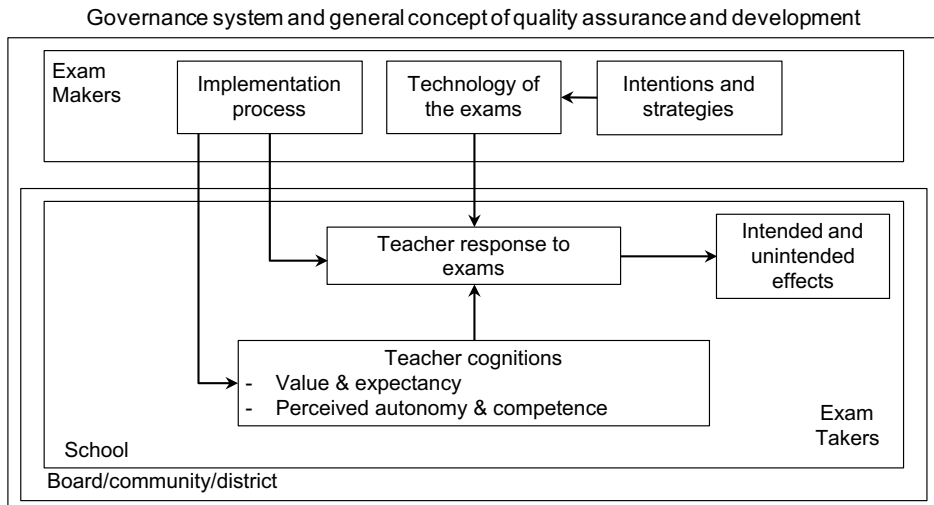 Governance system and general concept of quality assurance and development
Exam
Makers
Implementation
process
Technology of
the exams
Intentions and
strategies
Teacher response to
exams
Intended and
unintended
effects
Teacher cognitions
- Value & expectancy
- Perceived autonomy & competence
Exam
Takers
School
Board/community/district